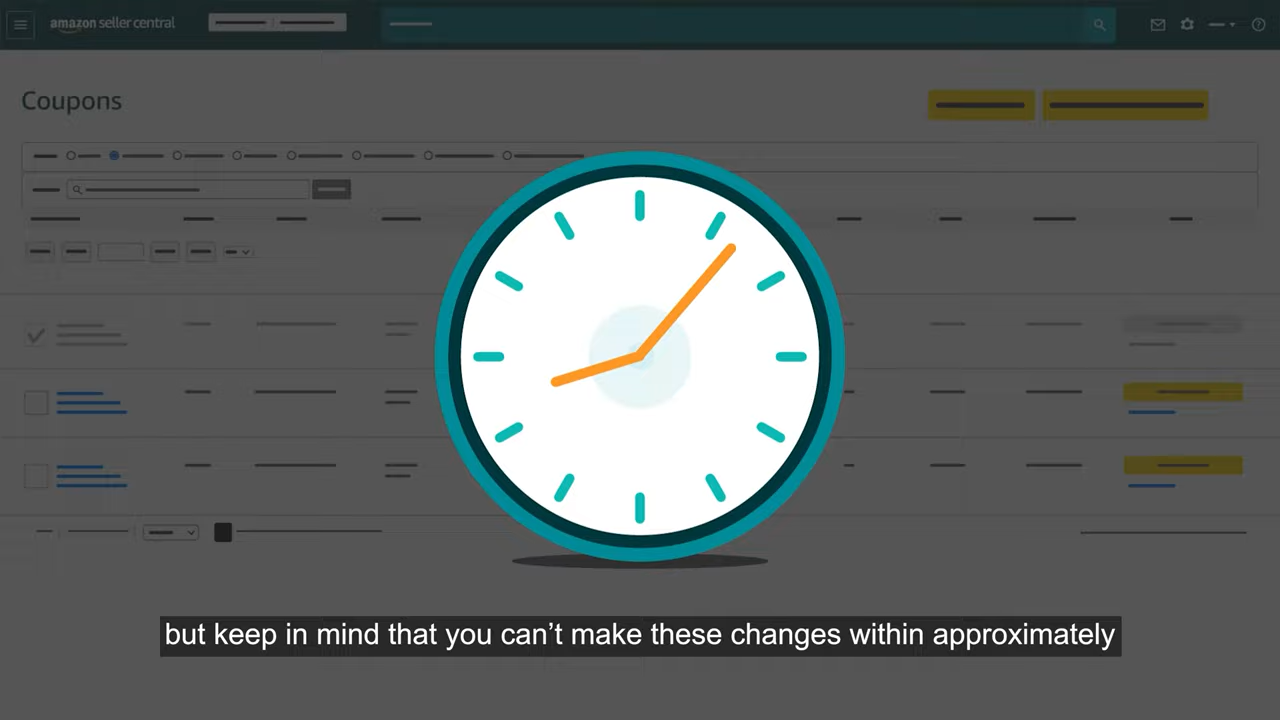 amazon seller central
Coupons
but keep in mind that you can’t make these changes within approximately